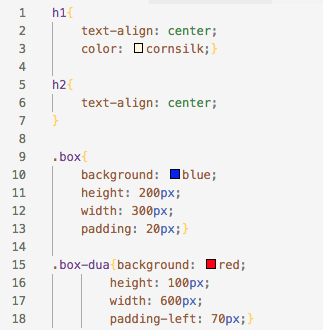 1 h1{
2     text-align: center;
3     color: cornsilk;}
4
5 h2{
6     text-align: center;
7 }
8
9 .box{
10     background: blue;
11     height: 200px;
12     width: 300px;
13     padding: 20px;}
14
15 .box-dua{background: red;
16         height: 100px;
17         width: 600px;
18         padding-left: 70px;}